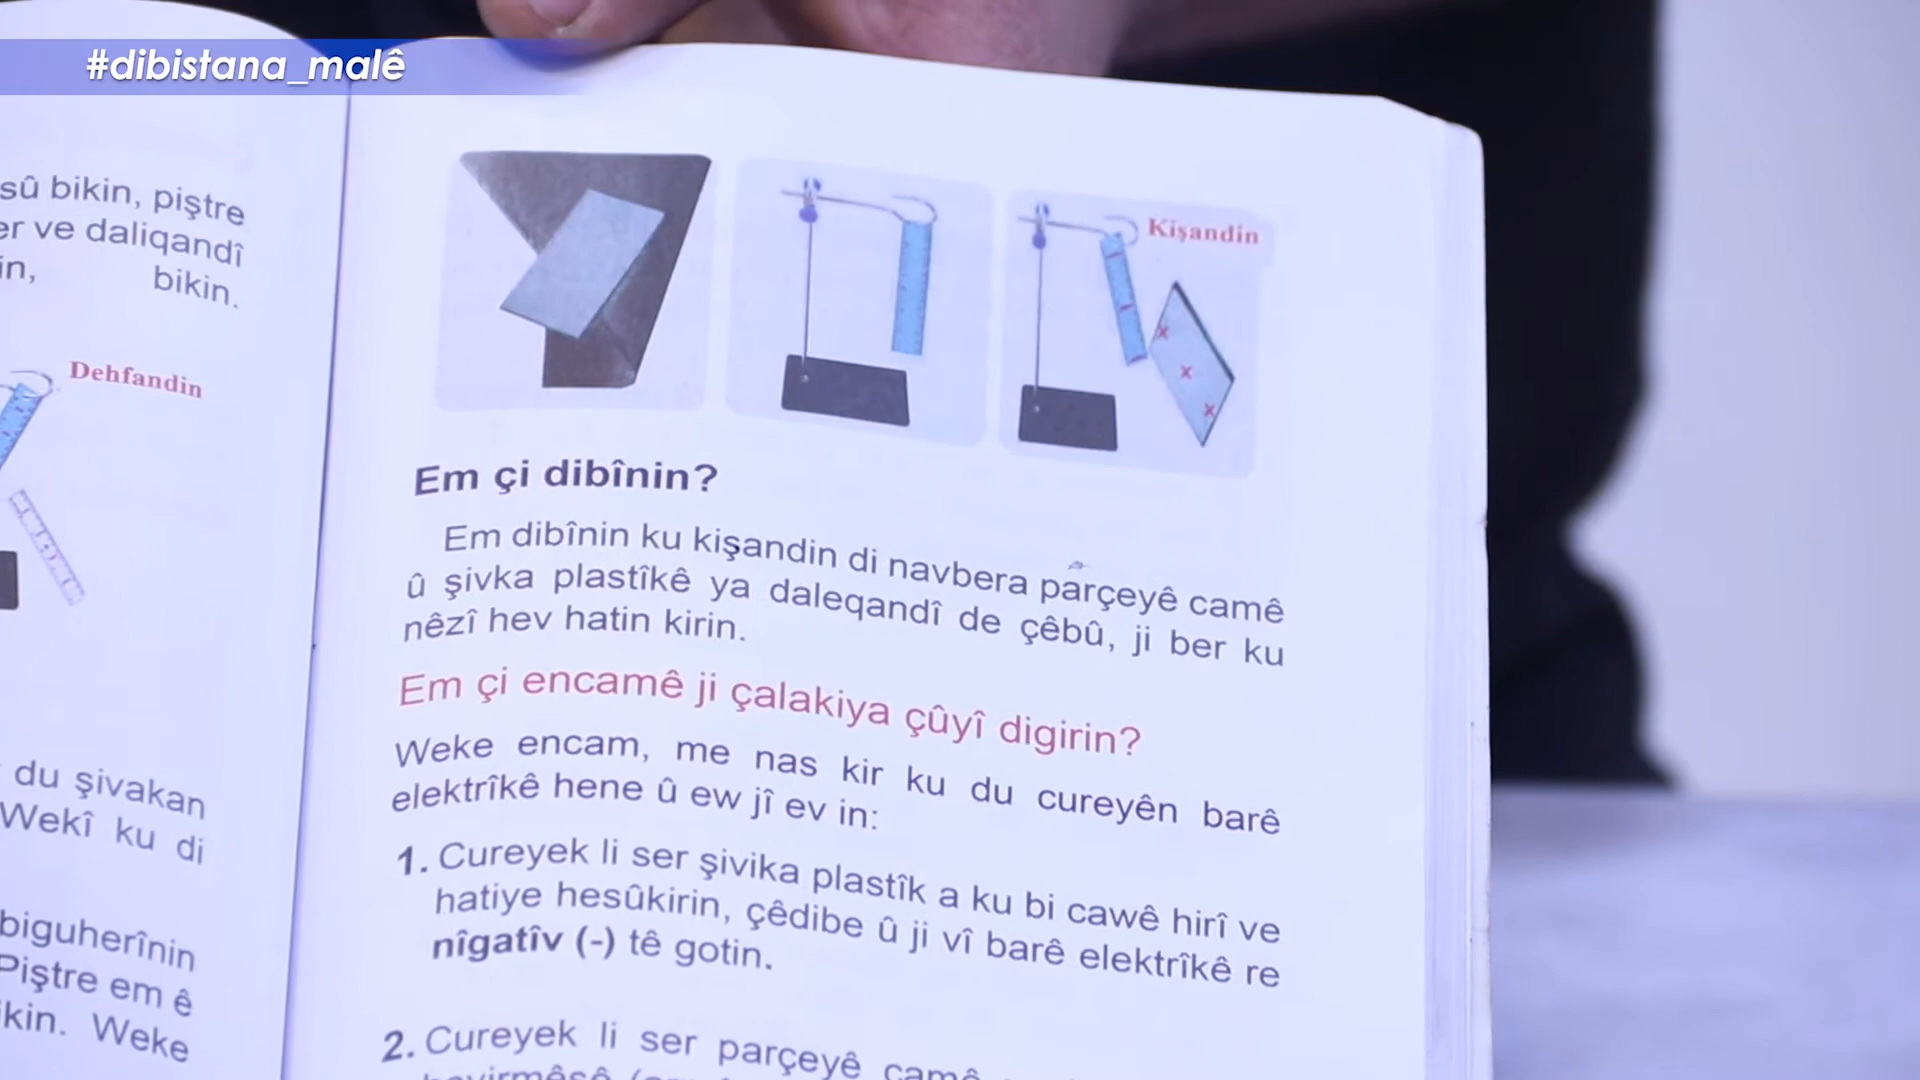 #dibistana_malê
sû bikin, piştre
er ve daliqandî
in, bikin.
Dehfandin
du şivakan
Wekî ku di
biguherînin
Piştre em ê
ikin. Weke
Kişandin
x
x
x
Em çi dibînin?
Em dibînin ku kişandin di navbera parçeyê camê
û şivka plastîkê ya daleqandî de çêbû, ji ber ku
nêzî hev hatin kirin.
Em çi encamê ji çalakiya çûyî digirin?
Weke encam, me nas kir ku du cureyên barê
elektrîkê hene û ew jî ev in:
1. Cureyek li ser şivika plastîk a ku bi cawê hirî ve
hatiye hesûkirin, çêdibe û ji vî barê elektrîkê re
nîgatîv (-) tê gotin.
2. Cureyek li ser parçeyê camê